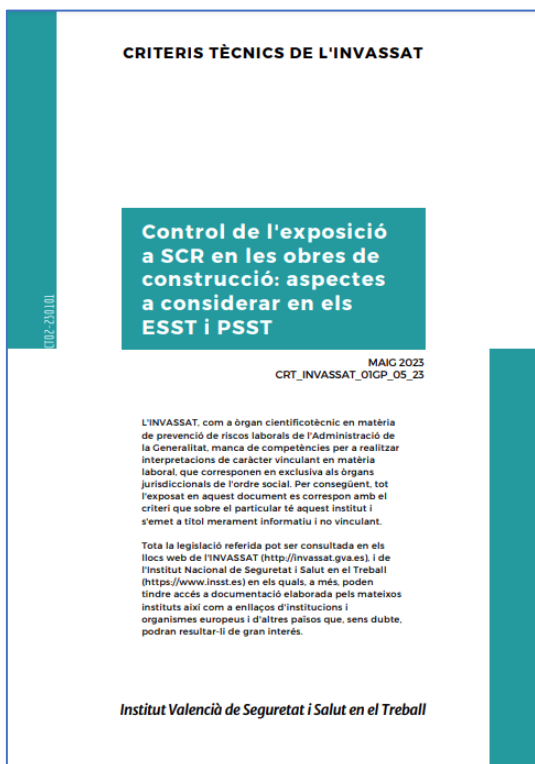 CRITERIS TÈCNICS DE L'INVASSAT
Control de l'exposició
a SCR en les obres de
construcció: aspectes
a considerar en els
ESST i PSST
CT02-250101
MAIG 2023
CRT_INVASSAT_01GP_05_23
L'INVASSAT, com a òrgan cientificotècnic en matèria
de prevenció de riscos laborals de l'Administració de
la Generalitat, manca de competències per a realitzar
interpretacions de caràcter vinculant en matèria
laboral, que corresponen en exclusiva als òrgans
jurisdiccionals de l'ordre social. Per consegüent, tot
l'exposat en aquest document es correspon amb el
criteri que sobre el particular té aquest institut i
s'emet a títol merament informatiu i no vinculant.
Tota la legislació referida pot ser consultada en els
llocs web de l'INVASSAT (http://invassat.gva.es), i de
l'Institut Nacional de Seguretat i Salut en el Treball
(https://www.insst.es) en els quals, a més, poden
tindre accés a documentació elaborada pels mateixos
instituts així com a enllaços d'institucions i
organismes europeus i d'altres països que, sens dubte,
podran resultar-li de gran interés.
Institut Valencià de Seguretat i Salut en el Treball